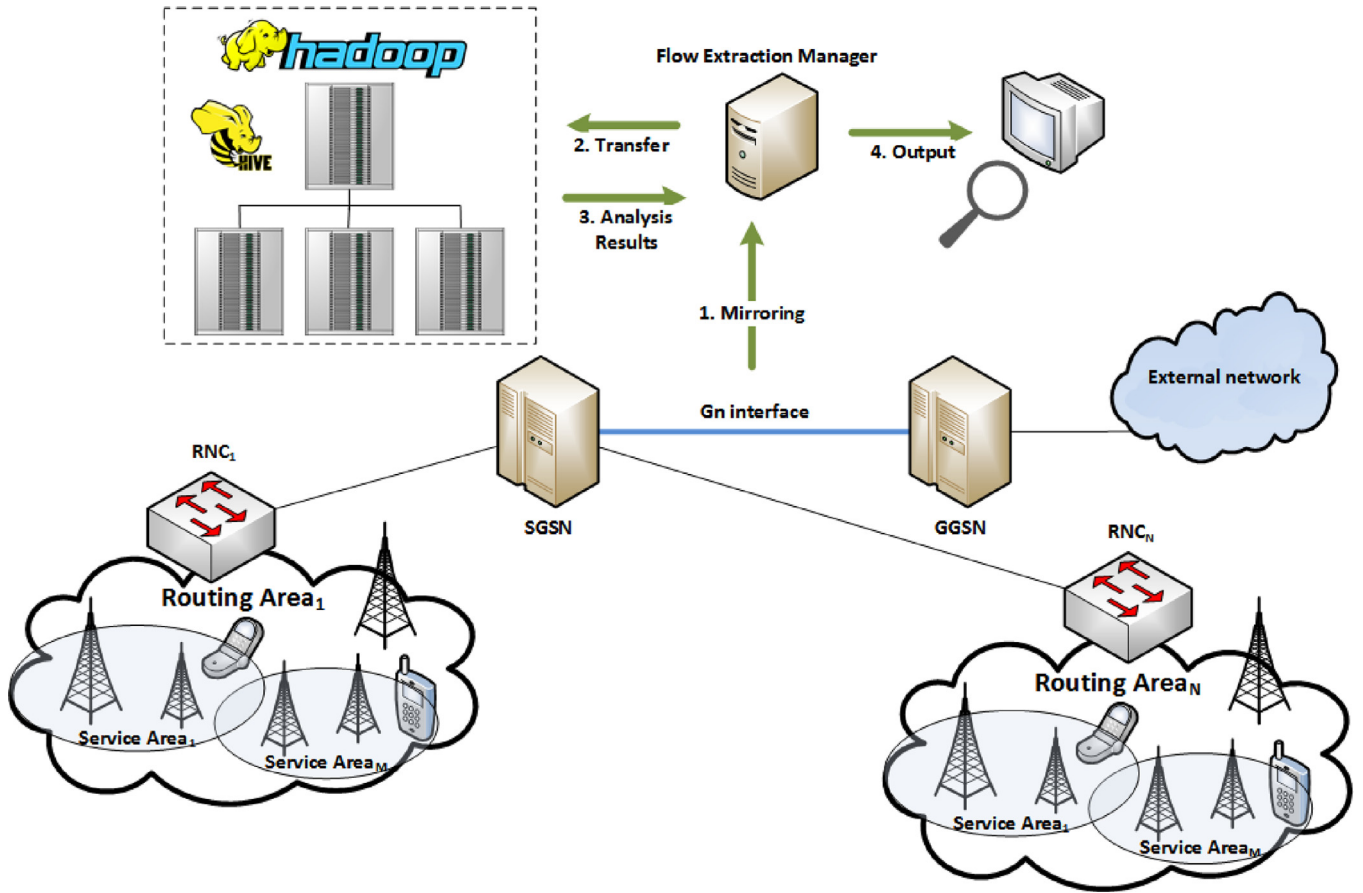 hadoop
HIVE
Flow Extraction Manager
2. Transfer
4. Output
3. Analysis
Results
1. Mirroring
External network
Gn interface
RNC1
SGSN
GGSN
RNCN
Routing Area1
Service Area1
Service AreaM
Routing AreaN
Service Area1
Service AreaM